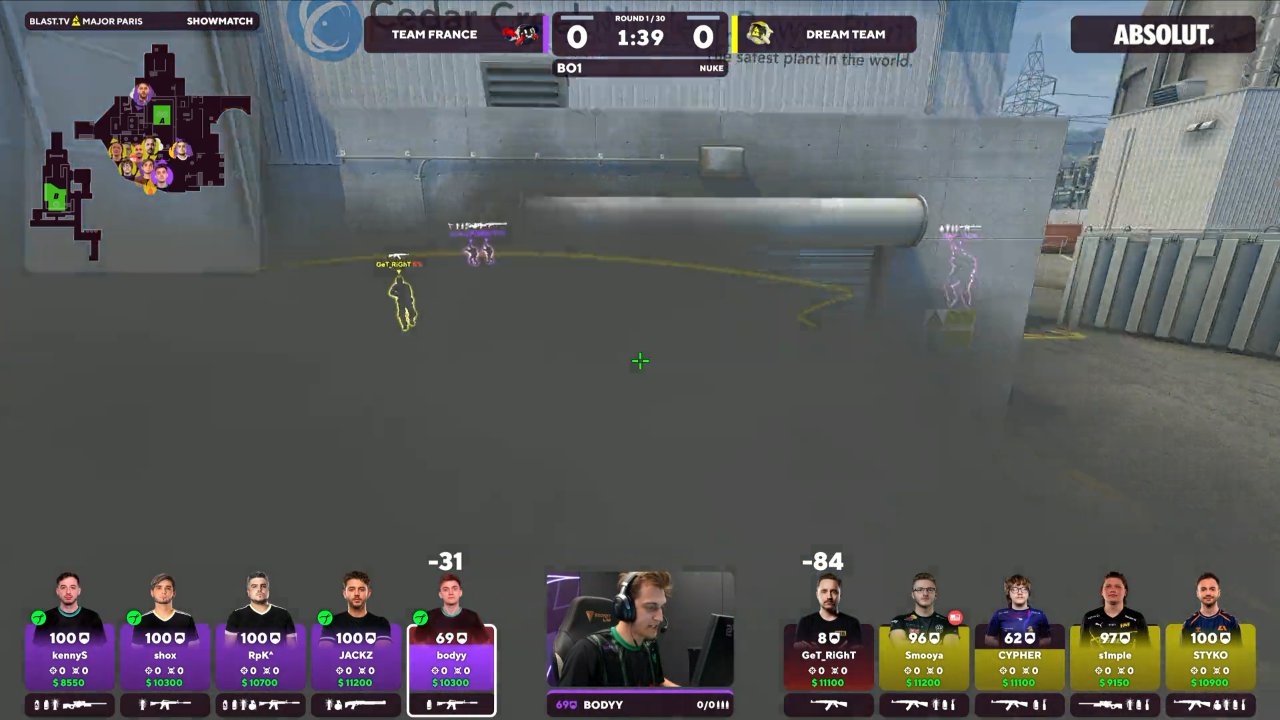 BLAST.TV MAJOR PARIS SHOWMATCH
TEAM FRANCE
0
ROUND 1 / 30
1:39
0
DREAM TEAM
BO1 NUKE
ABSOLUT.
Cedar Creek
The safest plant in the world.
GeT_RiGhT 8%
-31
-84
100
kennyS
0 0
$8550
100
shox
0 0
$10300
100
RpK^
0 0
$10700
100
JACKZ
0 0
$11200
69
bodyy
0 0
$10300
69 BODYY 0/0
8
GeT_RiGhT
0 0
$11100
96
Smooya
0 0
$11200
62
CYPHER
0 0
$11100
97
s1mple
0 0
$9150
100
STYKO
0 0
$10900